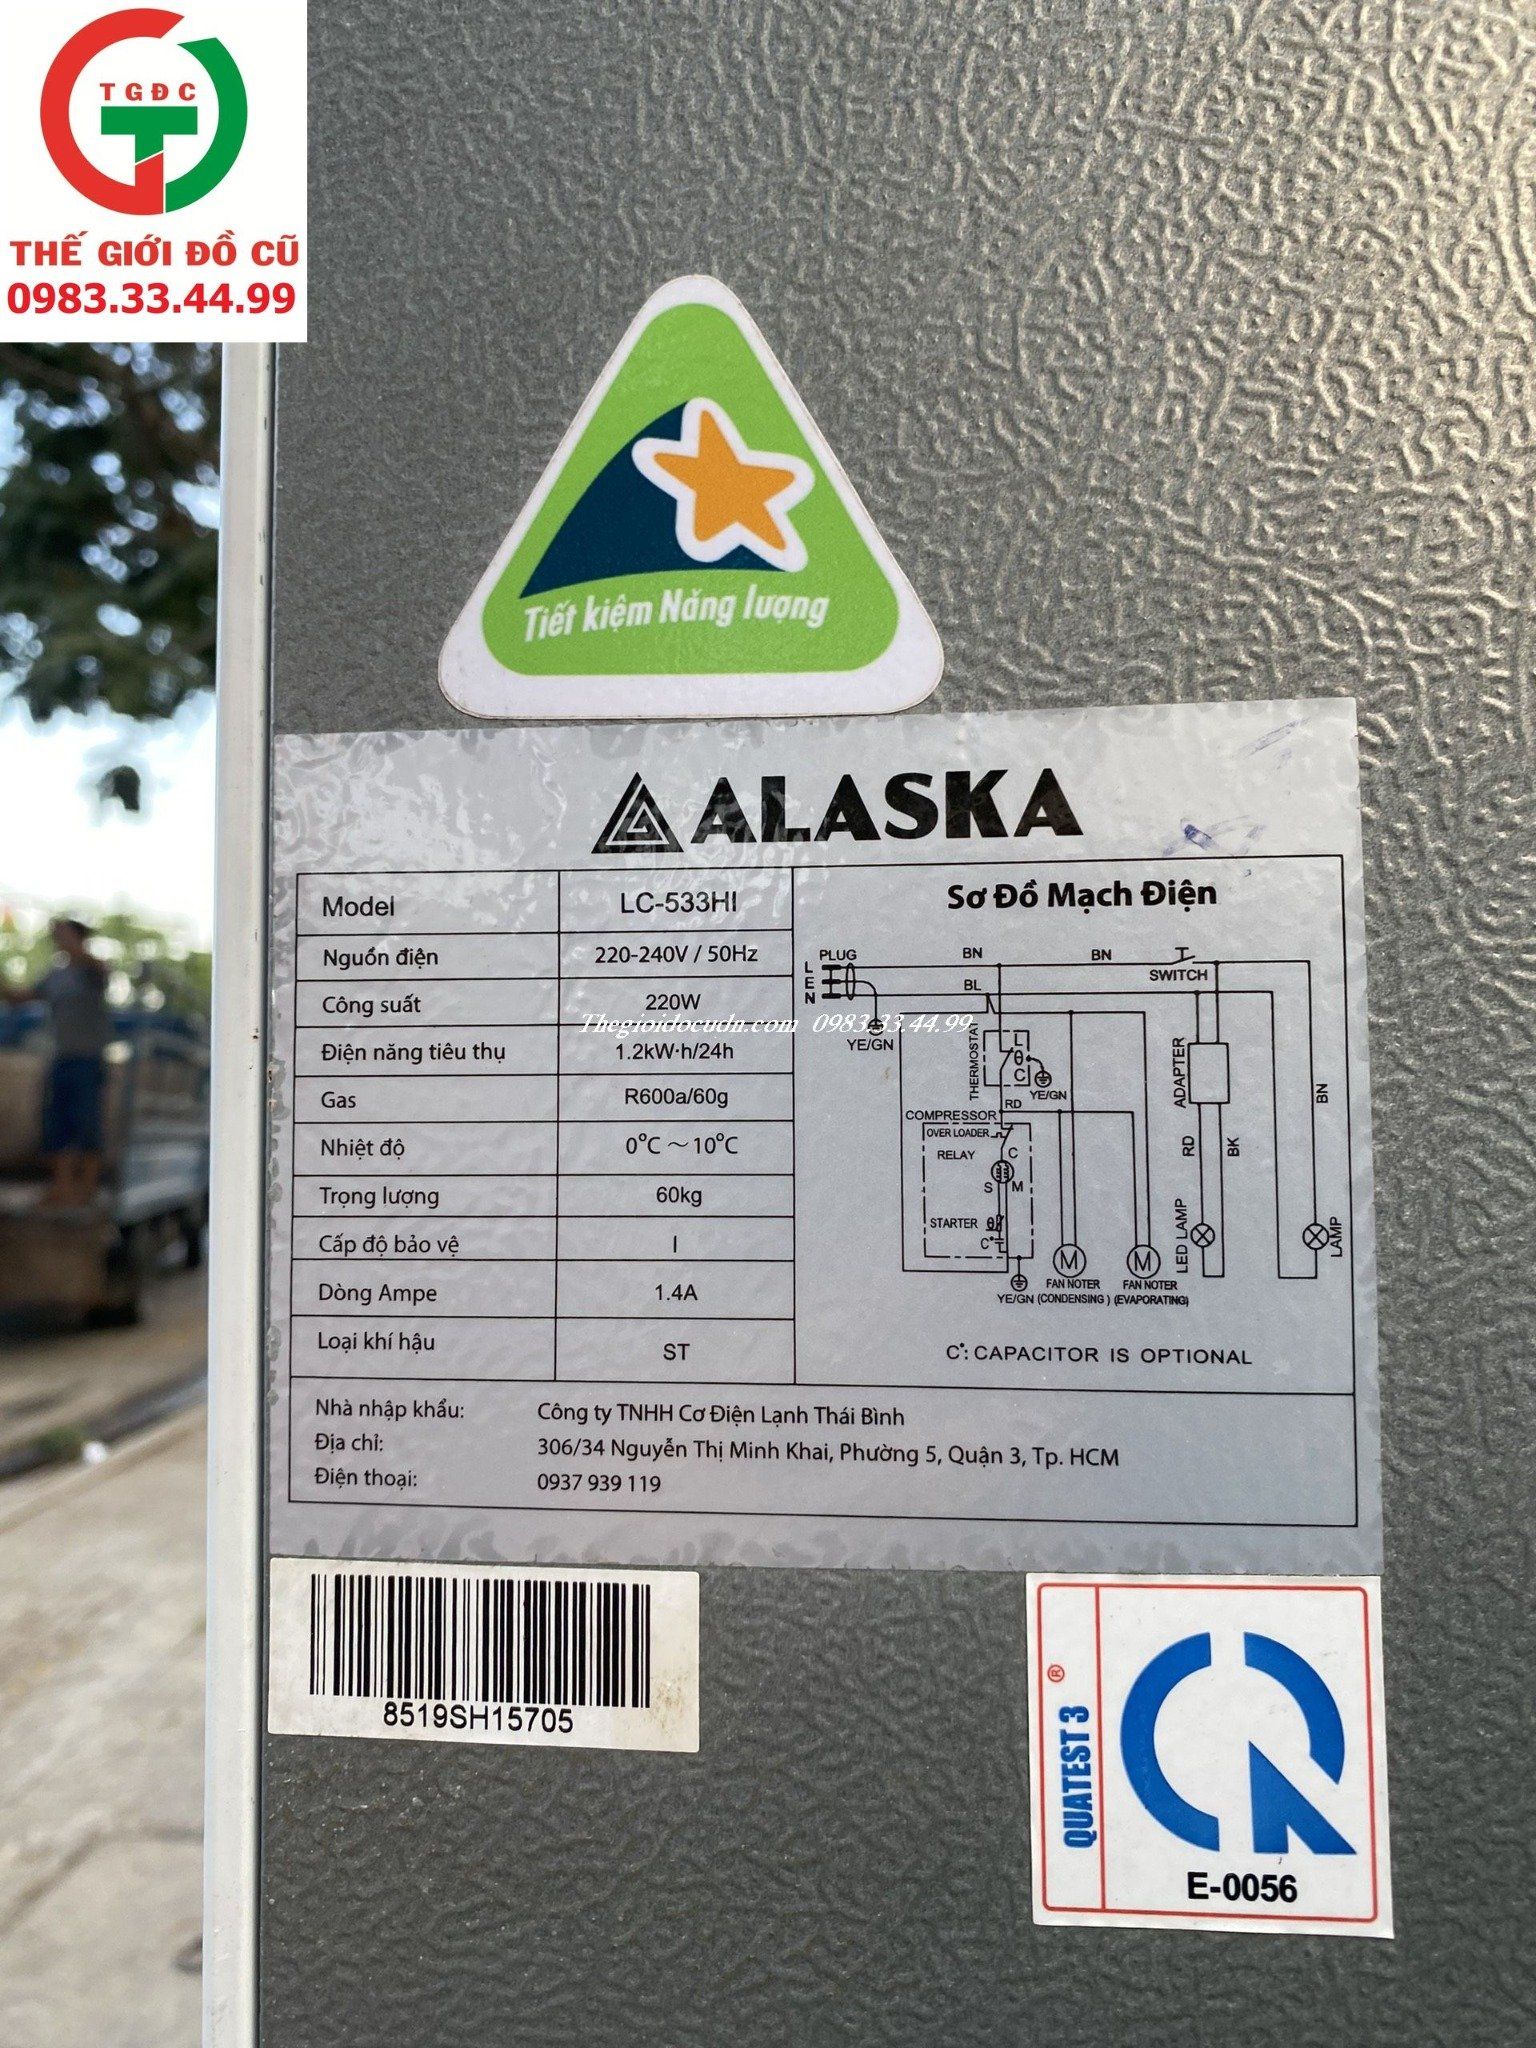 TGĐC
THẾ GIỚI ĐỒ CŨ
0983.33.44.99
Tiết kiệm Năng lượng
ALASKA
Model LC-533HI
Nguồn điện 220-240V / 50Hz
Công suất 220W
Điện năng tiêu thụ 1.2kW·h/24h
Gas R600a/60g
Nhiệt độ 0°C ~ 10°C
Trọng lượng 60kg
Cấp độ bảo vệ I
Dòng Ampe 1.4A
Loại khí hậu ST
Thegioidocudn.com 0983.33.44.99
Sơ Đồ Mạch Điện
PLUG
L
E
N
BN
BN
SWITCH
BL
YE/GN
THERMOSTAT
L
θ
C
YE/GN
RD
COMPRESSOR
OVER LOADER
RELAY
C
S M
STARTER θ
C*
YE/GN
M
FAN NOTER
(CONDENSING)
M
FAN NOTER
(EVAPORATING)
ADAPTER
RD
BK
LED LAMP
BN
LAMP
C*: CAPACITOR IS OPTIONAL
Nhà nhập khẩu: Công ty TNHH Cơ Điện Lạnh Thái Bình
Địa chỉ: 306/34 Nguyễn Thị Minh Khai, Phường 5, Quận 3, Tp. HCM
Điện thoại: 0937 939 119
8519SH15705
QUATEST 3 ®
E-0056